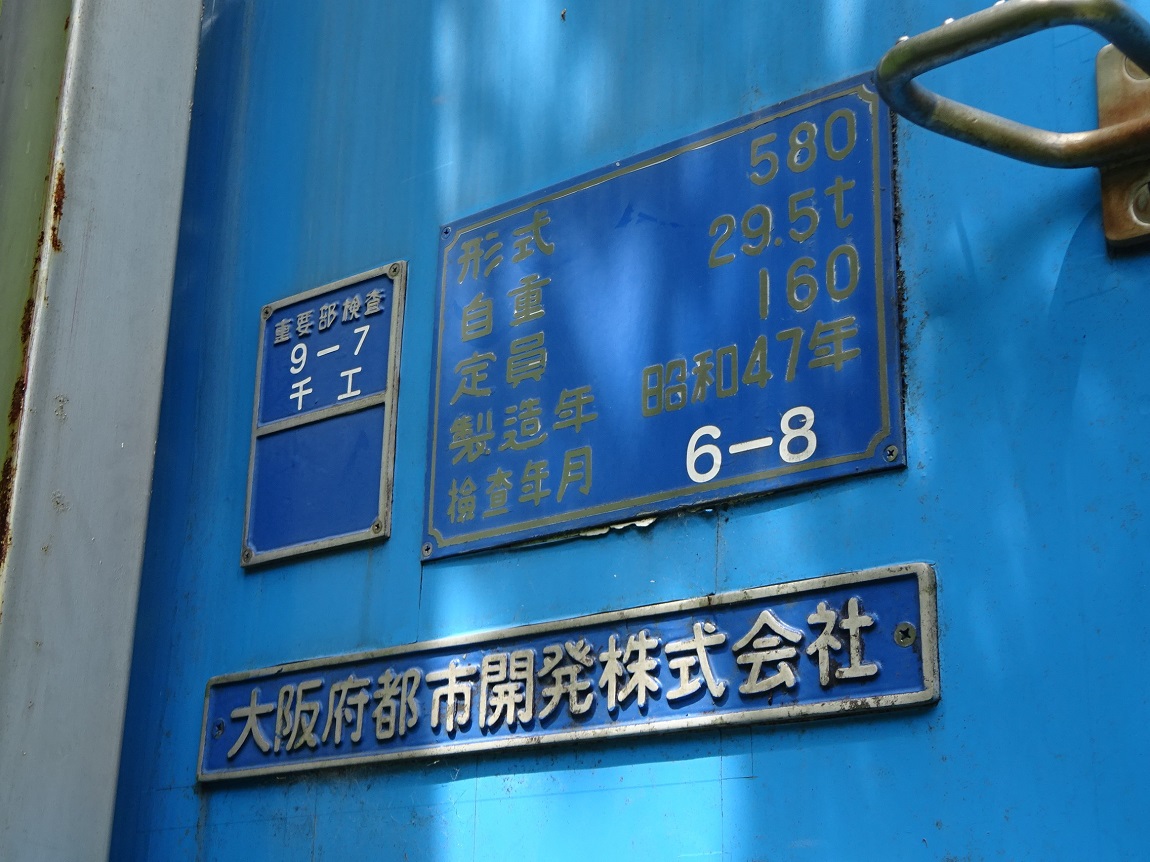 重要部検査
9-7
千工
形式 580
自重 29.5t
定員 160
製造年 昭和47年
検査年月 6-8
大阪府都市開発株式会社